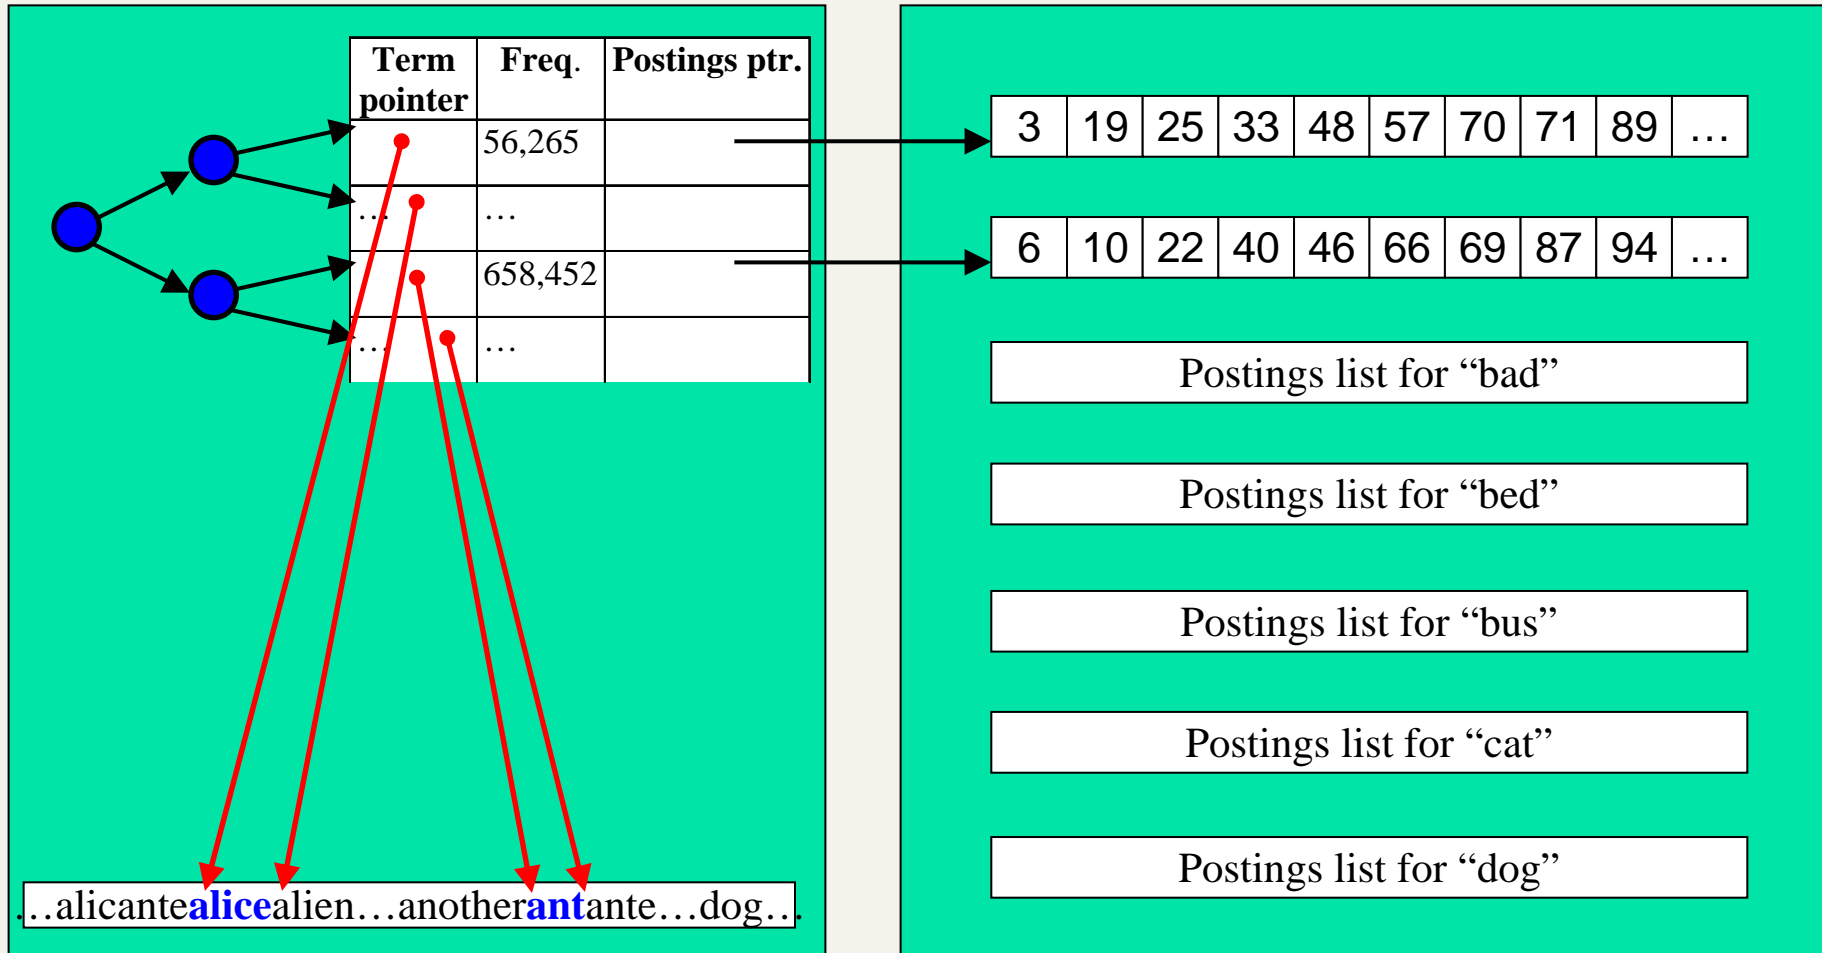 Term pointer Freq. Postings ptr.
56,265
… …
658,452
… …
…alicantealicealien…anotherantante…dog…
3 19 25 33 48 57 70 71 89 …
6 10 22 40 46 66 69 87 94 …
Postings list for “bad”
Postings list for “bed”
Postings list for “bus”
Postings list for “cat”
Postings list for “dog”